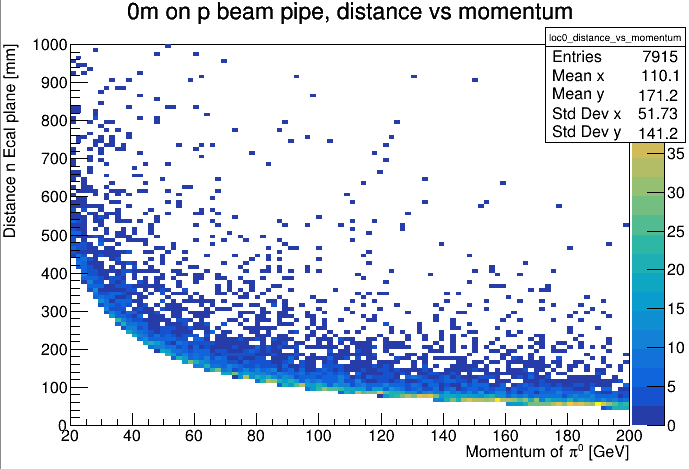 0m on p beam pipe, distance vs momentum
loc0_distance_vs_momentum
Entries 7915
Mean x 110.1
Mean y 171.2
Std Dev x 51.73
Std Dev y 141.2
Distance n Ecal plane [mm]
1000
900
800
700
600
500
400
300
200
100
0
20 40 60 80 100 120 140 160 180 200
Momentum of π⁰ [GeV]
35
30
25
20
15
10
5
0